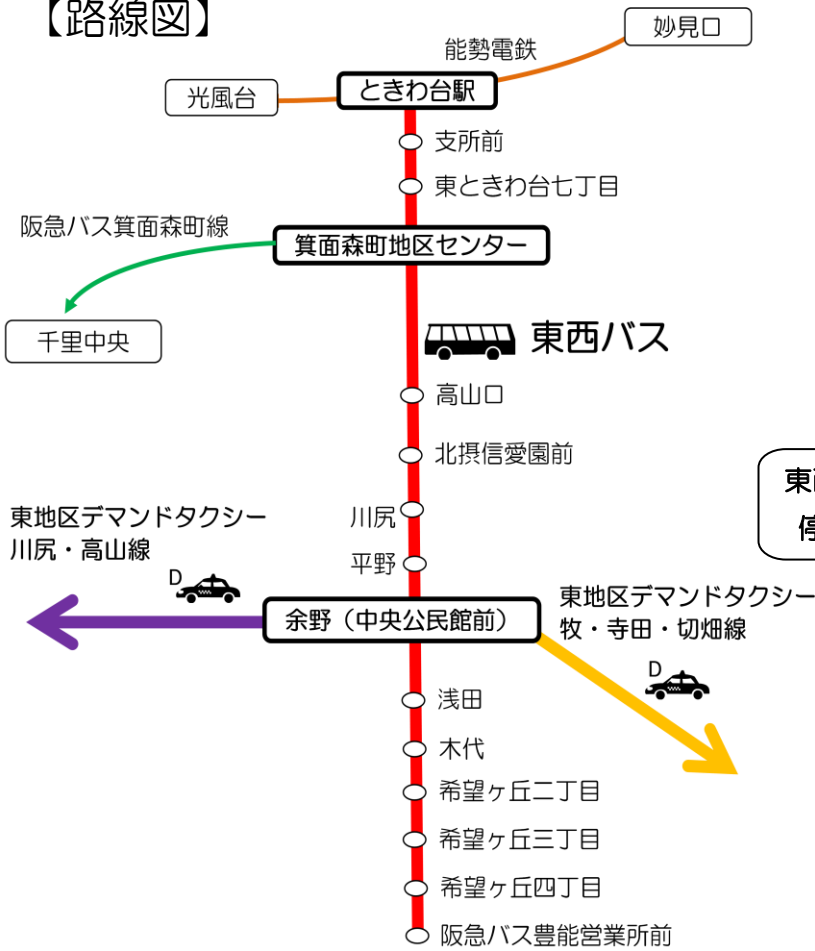 【路線図】
妙見口
能勢電鉄
光風台
ときわ台駅
支所前
東ときわ台七丁目
阪急バス箕面森町線
箕面森町地区センター
千里中央
東西バス
高山口
北摂信愛園前
東
停
川尻
東地区デマンドタクシー
川尻・高山線
D
平野
余野（中央公民館前）
東地区デマンドタクシー
牧・寺田・切畑線
D
浅田
木代
希望ヶ丘二丁目
希望ヶ丘三丁目
希望ヶ丘四丁目
阪急バス豊能営業所前